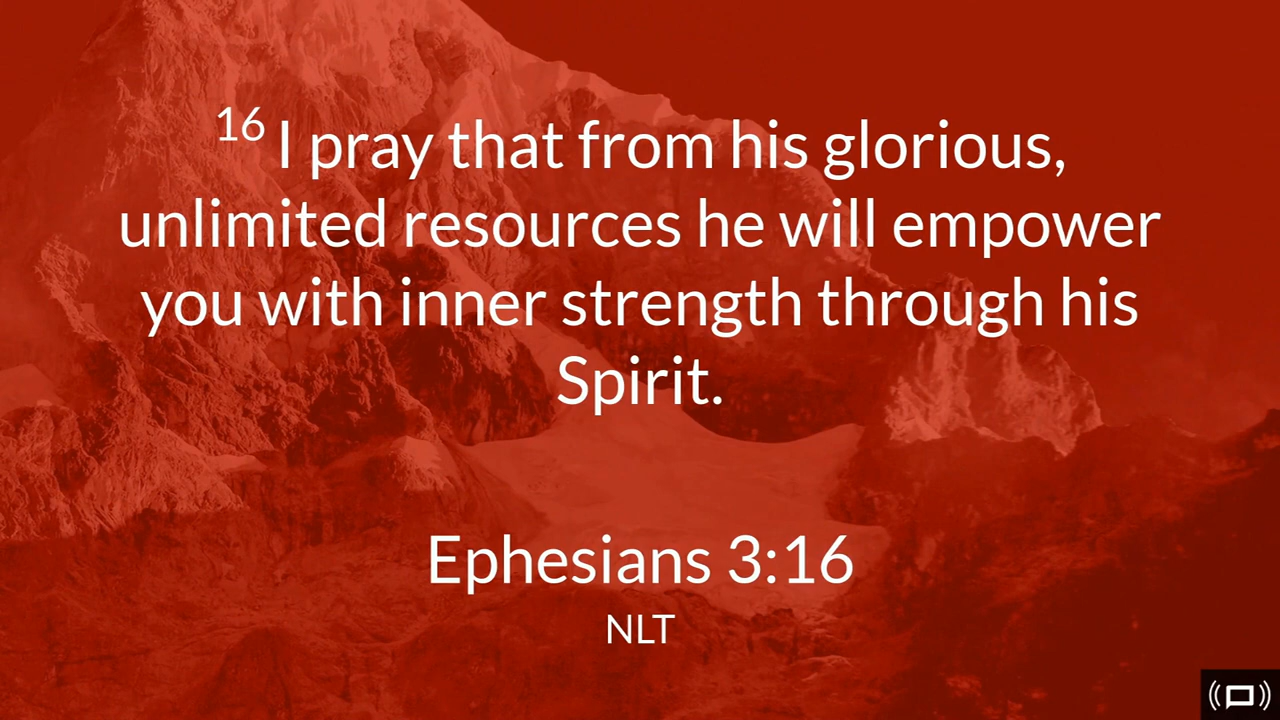 16 I pray that from his glorious,
unlimited resources he will empower
you with inner strength through his
Spirit.
Ephesians 3:16
NLT